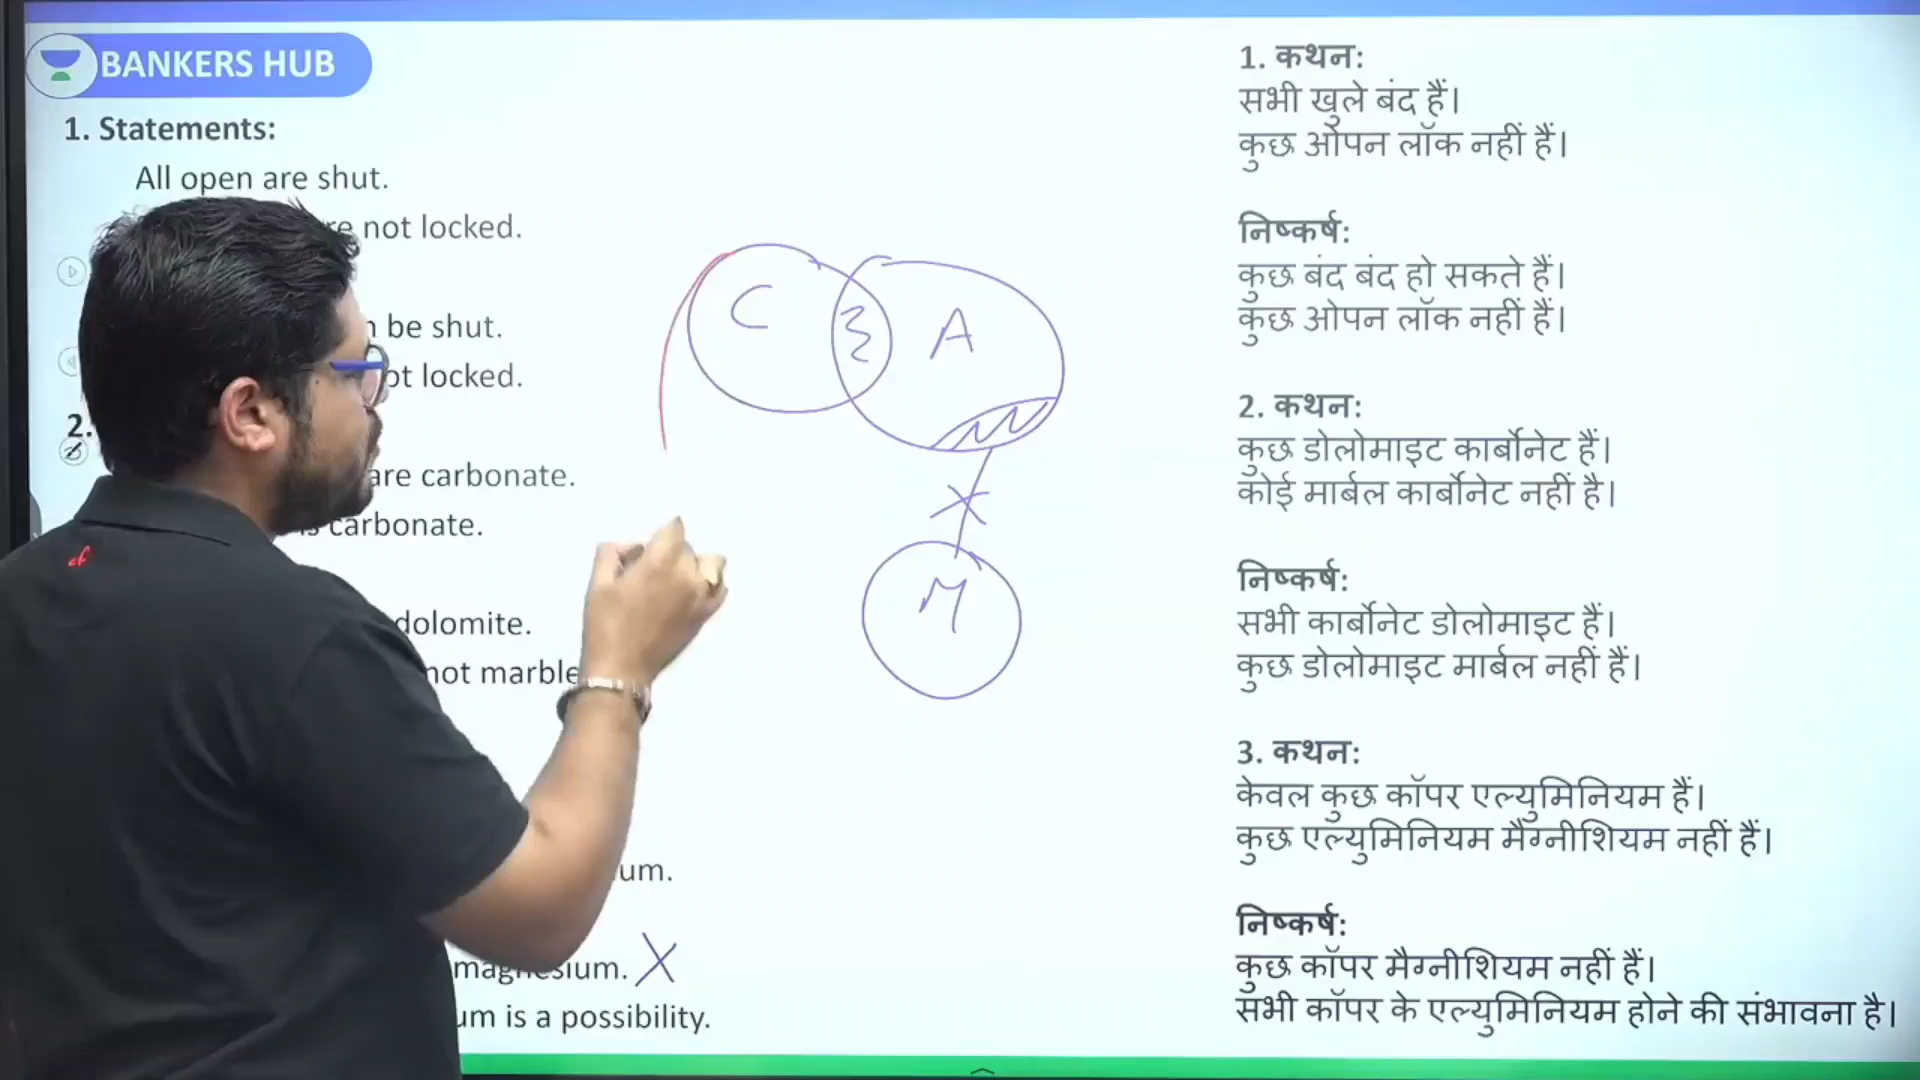 BANKERS HUB
1. Statements:
All open are shut.
not locked.
be shut.
locked.
2.
are carbonate.
carbonate.
dolomite.
not marble
magnesium. X
is a possibility.
C
A
M
1. कथन:
सभी खुले बंद हैं।
कुछ ओपन लॉक नहीं हैं।
निष्कर्ष:
कुछ बंद बंद हो सकते हैं।
कुछ ओपन लॉक नहीं हैं।
2. कथन:
कुछ डोलोमाइट कार्बोनेट हैं।
कोई मार्बल कार्बोनेट नहीं है।
निष्कर्ष:
सभी कार्बोनेट डोलोमाइट हैं।
कुछ डोलोमाइट मार्बल नहीं हैं।
3. कथन:
केवल कुछ कॉपर एल्युमिनियम हैं।
कुछ एल्युमिनियम मैग्नीशियम नहीं हैं।
निष्कर्ष:
कुछ कॉपर मैग्नीशियम नहीं हैं।
सभी कॉपर के एल्युमिनियम होने की संभावना है।